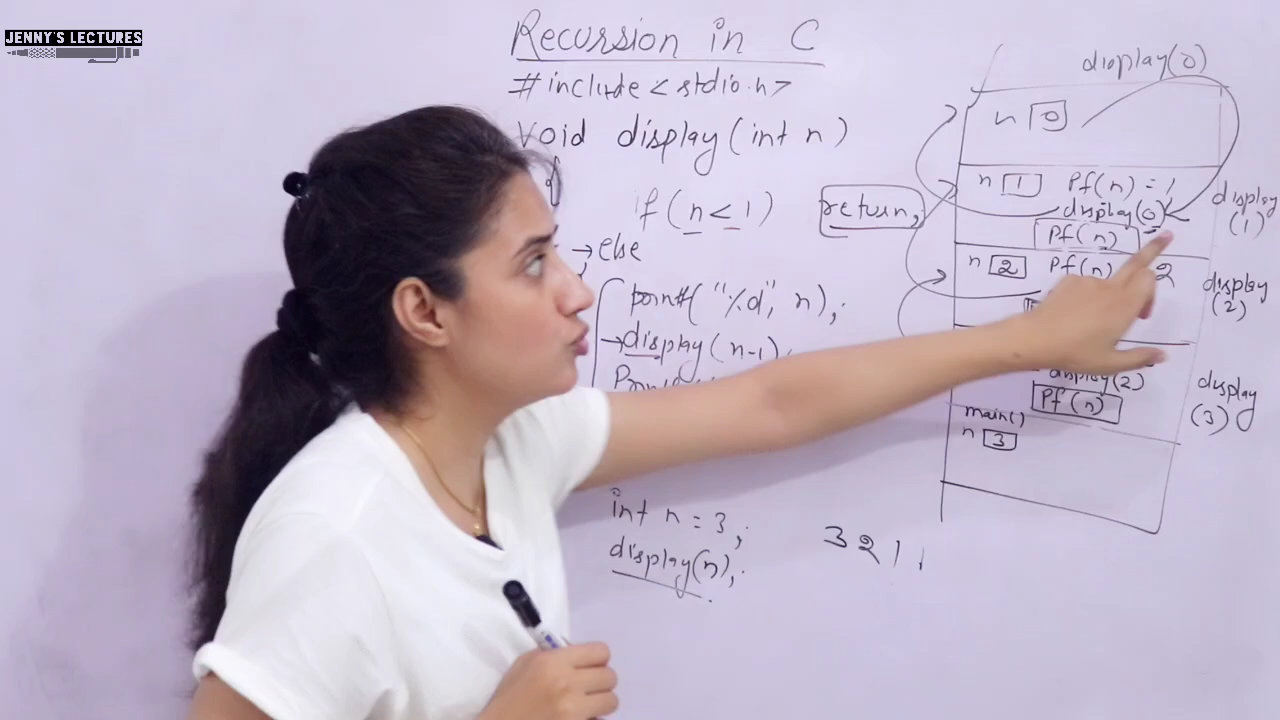 JENNY'S LECTURES
Recursion in C
#include < stdio.h>
void display (int n)
{
if (n < 1) return;
→ else
{ printf ("%d", n);
→ display (n-1);
int n = 3;
display(n);
3 2 1 1
display(0)
n 0
n 1 Pf(n) = 1
display(0)
Pf(n)
display
(1)
n 2 Pf(n) 2
display
(2)
display(2)
Pf(n)
display
(3)
main()
n 3